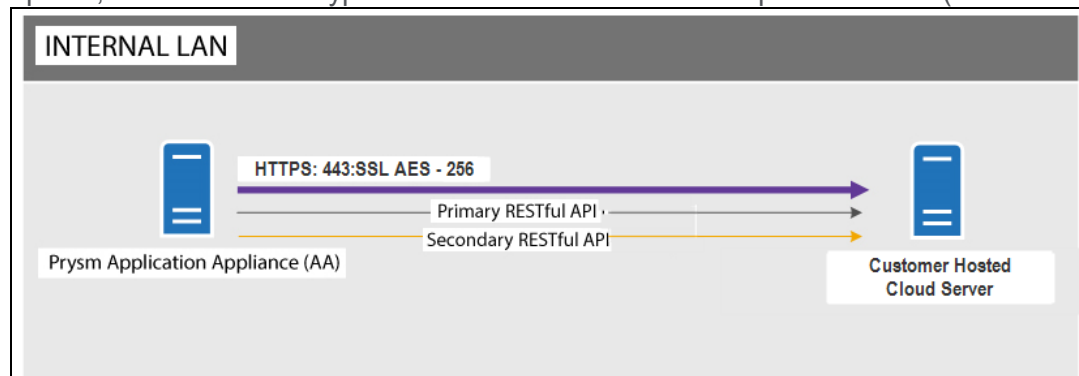 INTERNAL LAN
HTTPS: 443:SSL AES - 256
Primary RESTful API
Secondary RESTful API
Prysm Application Appliance (AA)
Customer Hosted
Cloud Server